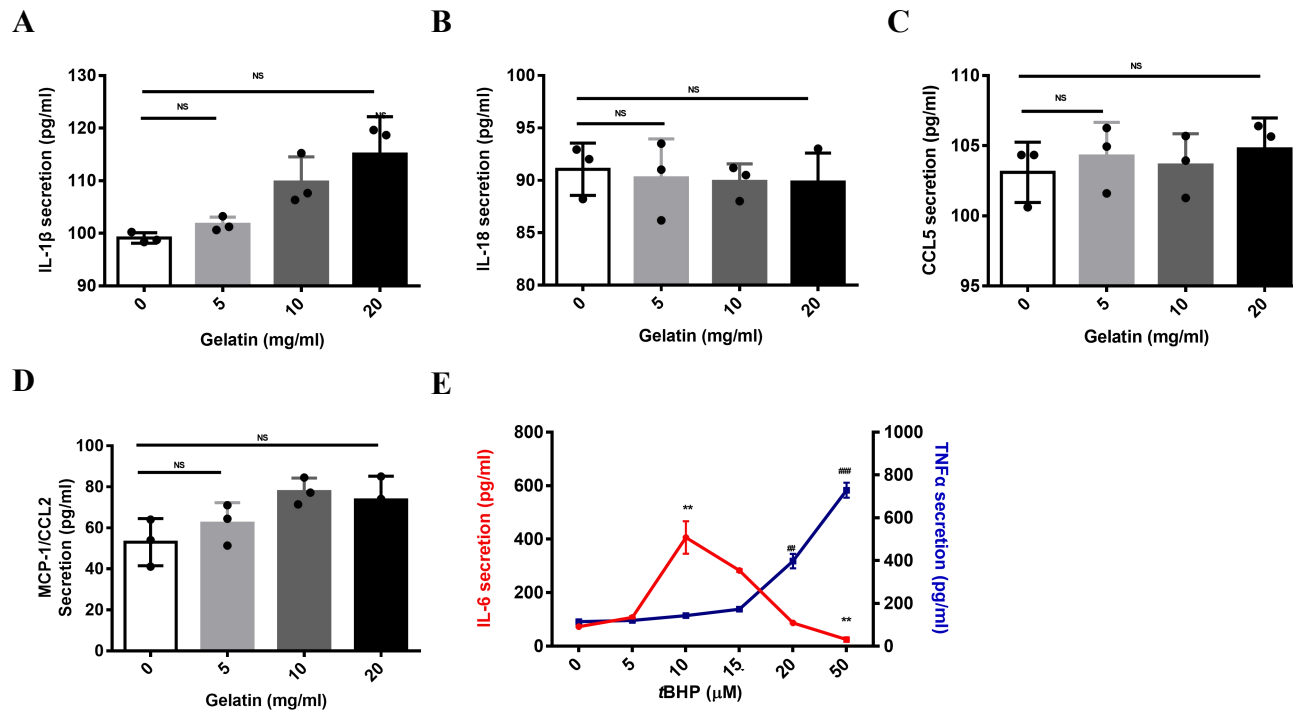 A
IL-1β secretion (pg/ml)
130
120
110
100
90
NS
NS
NS
0
5
10
20
Gelatin (mg/ml)
B
IL-18 secretion (pg/ml)
100
95
90
85
80
NS
NS
0
5
10
20
Gelatin (mg/ml)
C
CCL5 secretion (pg/ml)
110
105
100
95
NS
NS
0
5
10
20
Gelatin (mg/ml)
D
MCP-1/CCL2
Secretion (pg/ml)
100
80
60
40
20
0
NS
NS
0
5
10
20
Gelatin (mg/ml)
E
IL-6 secretion (pg/ml)
800
600
400
200
0
**
##
###
**
1000
800
600
400
200
0
TNFα secretion (pg/ml)
0
5
10
15
20
50
tBHP (μM)